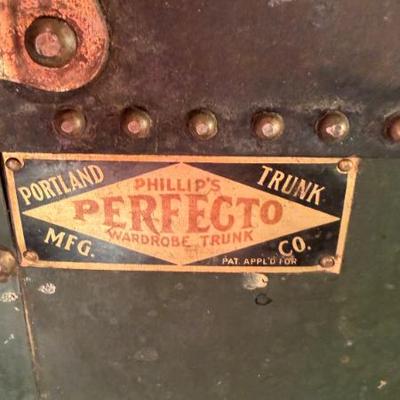 PORTLAND TRUNK
PHILLIP'S
PERFECTO
WARDROBE TRUNK
MFG. CO.
PAT. APPL'D FOR